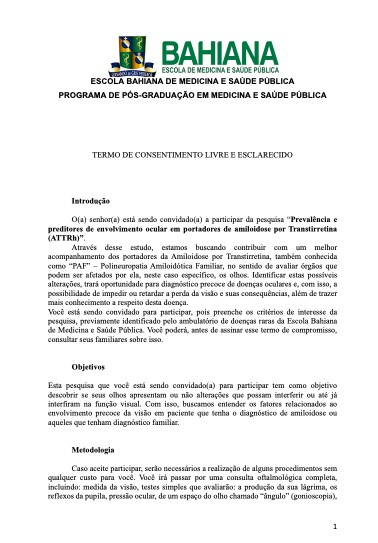 BAHIANA
ESCOLA DE MEDICINA E SAÚDE PÚBLICA
ESCOLA BAHIANA DE MEDICINA E SAÚDE PÚBLICA
PROGRAMA DE PÓS-GRADUAÇÃO EM MEDICINA E SAÚDE PÚBLICA
TERMO DE CONSENTIMENTO LIVRE E ESCLARECIDO
Introdução
O(a) senhor(a) está sendo convidado(a) a participar da pesquisa “Prevalência e
preditores de envolvimento ocular em portadores de amiloidose por Transtirretina
(ATTRh)”.
Através desse estudo, estamos buscando contribuir com um melhor
acompanhamento dos portadores da Amiloidose por Transtirretina, também conhecida
como “PAF” – Polineuropatia Amiloidótica Familiar, no sentido de avaliar órgãos que
podem ser afetados por ela, neste caso específico, os olhos. Identificar estas possíveis
alterações, trará oportunidade para diagnóstico precoce de doenças oculares e, com isso, a
possibilidade de impedir ou retardar a perda da visão e suas consequências, além de trazer
mais conhecimento a respeito desta doença.
Você está sendo convidado para participar, pois preenche os critérios de interesse da
pesquisa, previamente identificado pelo ambulatório de doenças raras da Escola Bahiana
de Medicina e Saúde Pública. Você poderá, antes de assinar esse termo de compromisso,
consultar seus familiares sobre isso.
Objetivos
Esta pesquisa que você está sendo convidado(a) para participar tem como objetivo
descobrir se seus olhos apresentam ou não alterações que possam interferir ou até já
interfiram na função visual. Com isso, buscamos entender os fatores relacionados ao
envolvimento precoce da visão em paciente que tenha o diagnóstico de amiloidose ou
aqueles que tenham diagnóstico familiar.
Metodologia
Caso aceite participar, serão necessários a realização de alguns procedimentos sem
qualquer custo para você. Você irá passar por uma consulta oftalmológica completa,
incluindo: medida da visão, testes simples que avaliarão: a produção da sua lágrima, os
reflexos da pupila, pressão ocular, de um espaço do olho chamado “ângulo” (gonioscopia),
1